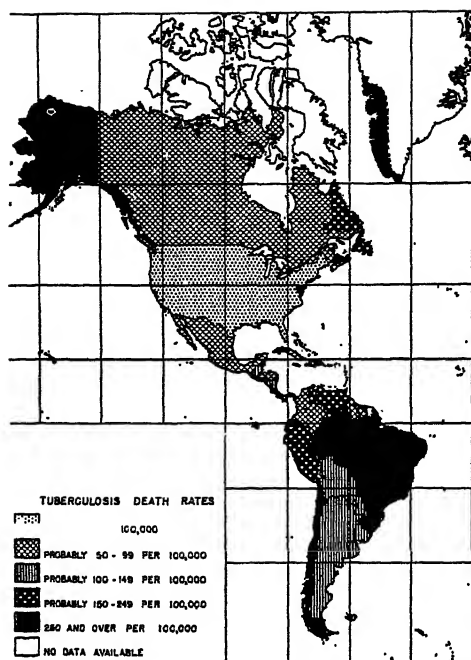 TUBERCULOSIS DEATH RATES
100,000
PROBABLY 50 - 99 PER 100,000
PROBABLY 100 - 149 PER 100,000
PROBABLY 150 - 249 PER 100,000
250 AND OVER PER 100,000
NO DATA AVAILABLE